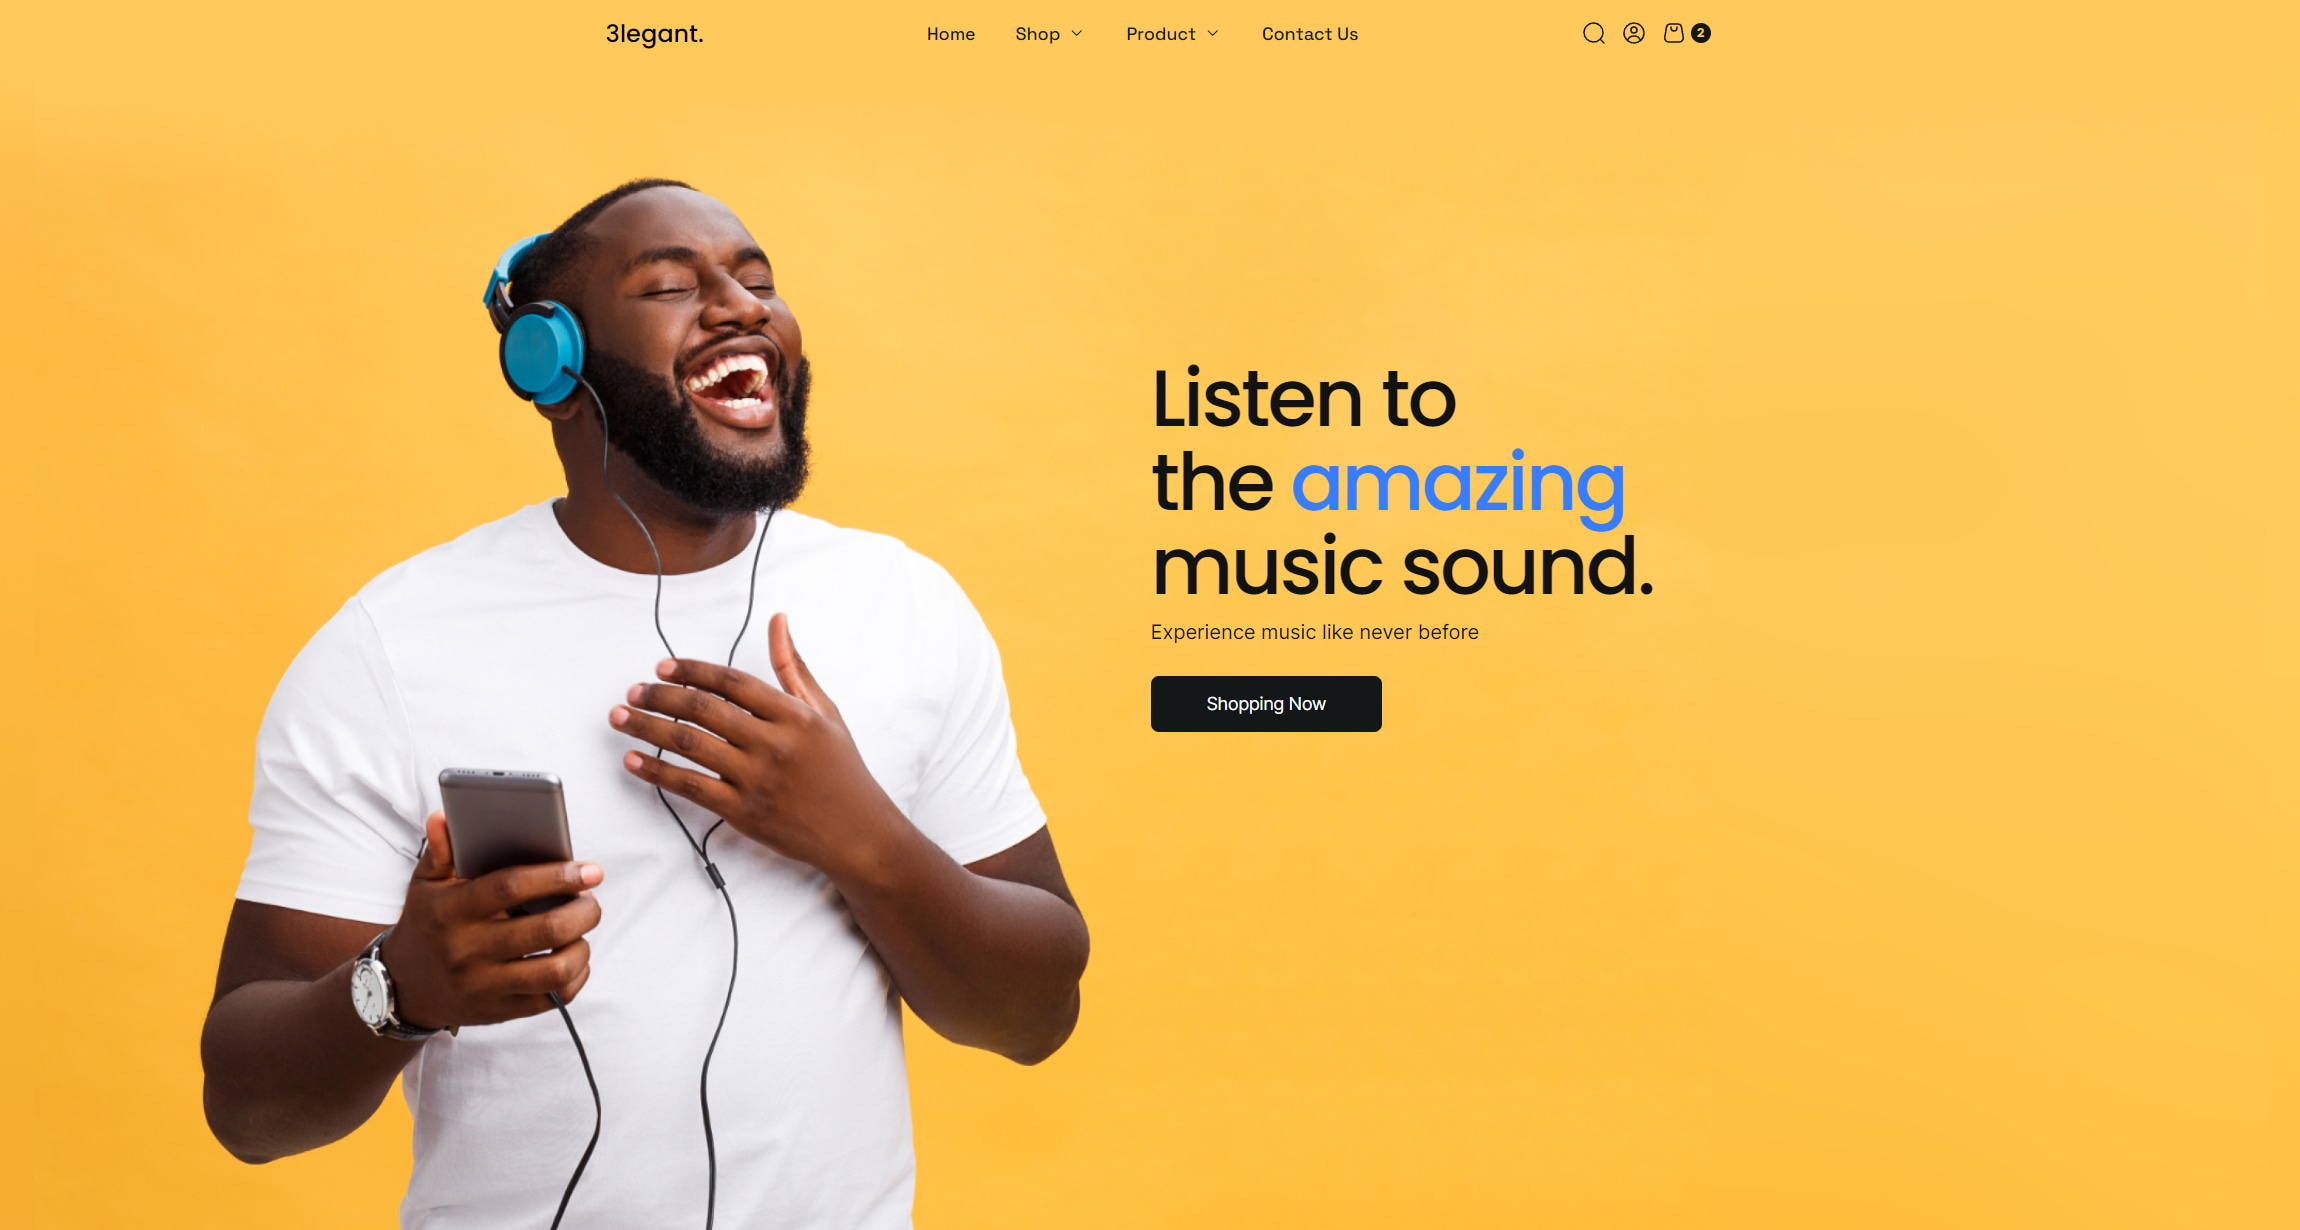 3legant.
Home Shop Product Contact Us 2
Listen to
the amazing
music sound.
Experience music like never before
Shopping Now